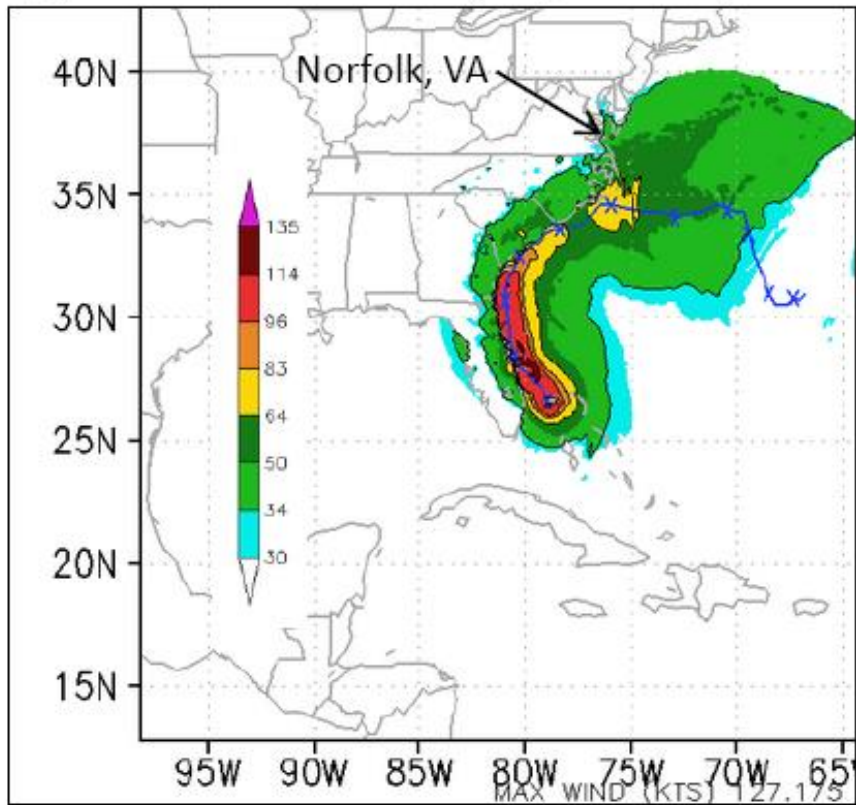 40N
Norfolk, VA
35N
30N
25N
20N
15N
135
114
96
83
64
50
34
30
95W
90W
85W
80W
75W
70W
65W
MAX WIND (KTS) 127.175